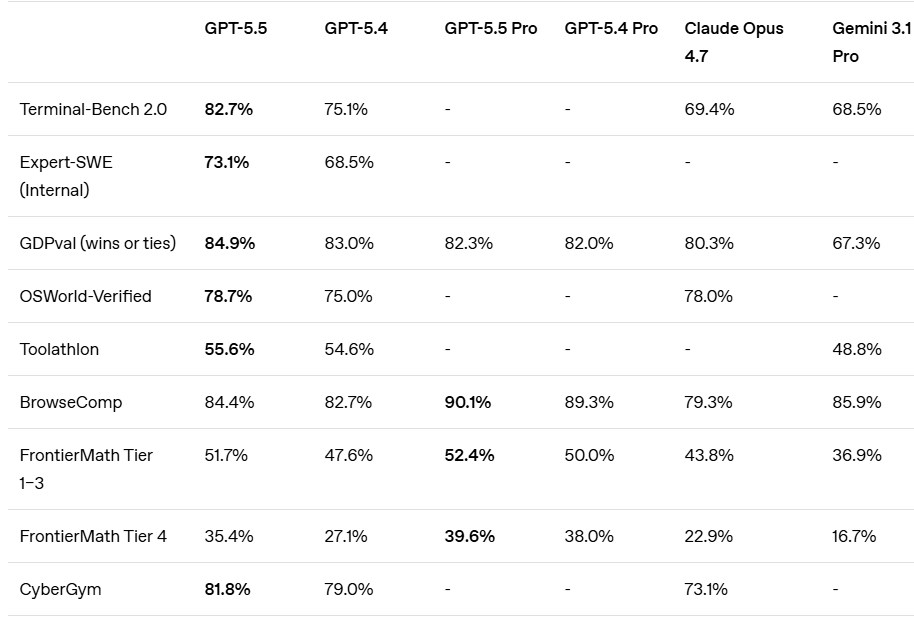 GPT-5.5 GPT-5.4 GPT-5.5 Pro GPT-5.4 Pro Claude Opus 4.7 Gemini 3.1 Pro
Terminal-Bench 2.0 82.7% 75.1% - - 69.4% 68.5%
Expert-SWE (Internal) 73.1% 68.5% - - - -
GDPval (wins or ties) 84.9% 83.0% 82.3% 82.0% 80.3% 67.3%
OSWorld-Verified 78.7% 75.0% - - 78.0% -
Toolathlon 55.6% 54.6% - - - 48.8%
BrowseComp 84.4% 82.7% 90.1% 89.3% 79.3% 85.9%
FrontierMath Tier 1–3 51.7% 47.6% 52.4% 50.0% 43.8% 36.9%
FrontierMath Tier 4 35.4% 27.1% 39.6% 38.0% 22.9% 16.7%
CyberGym 81.8% 79.0% - - 73.1% -